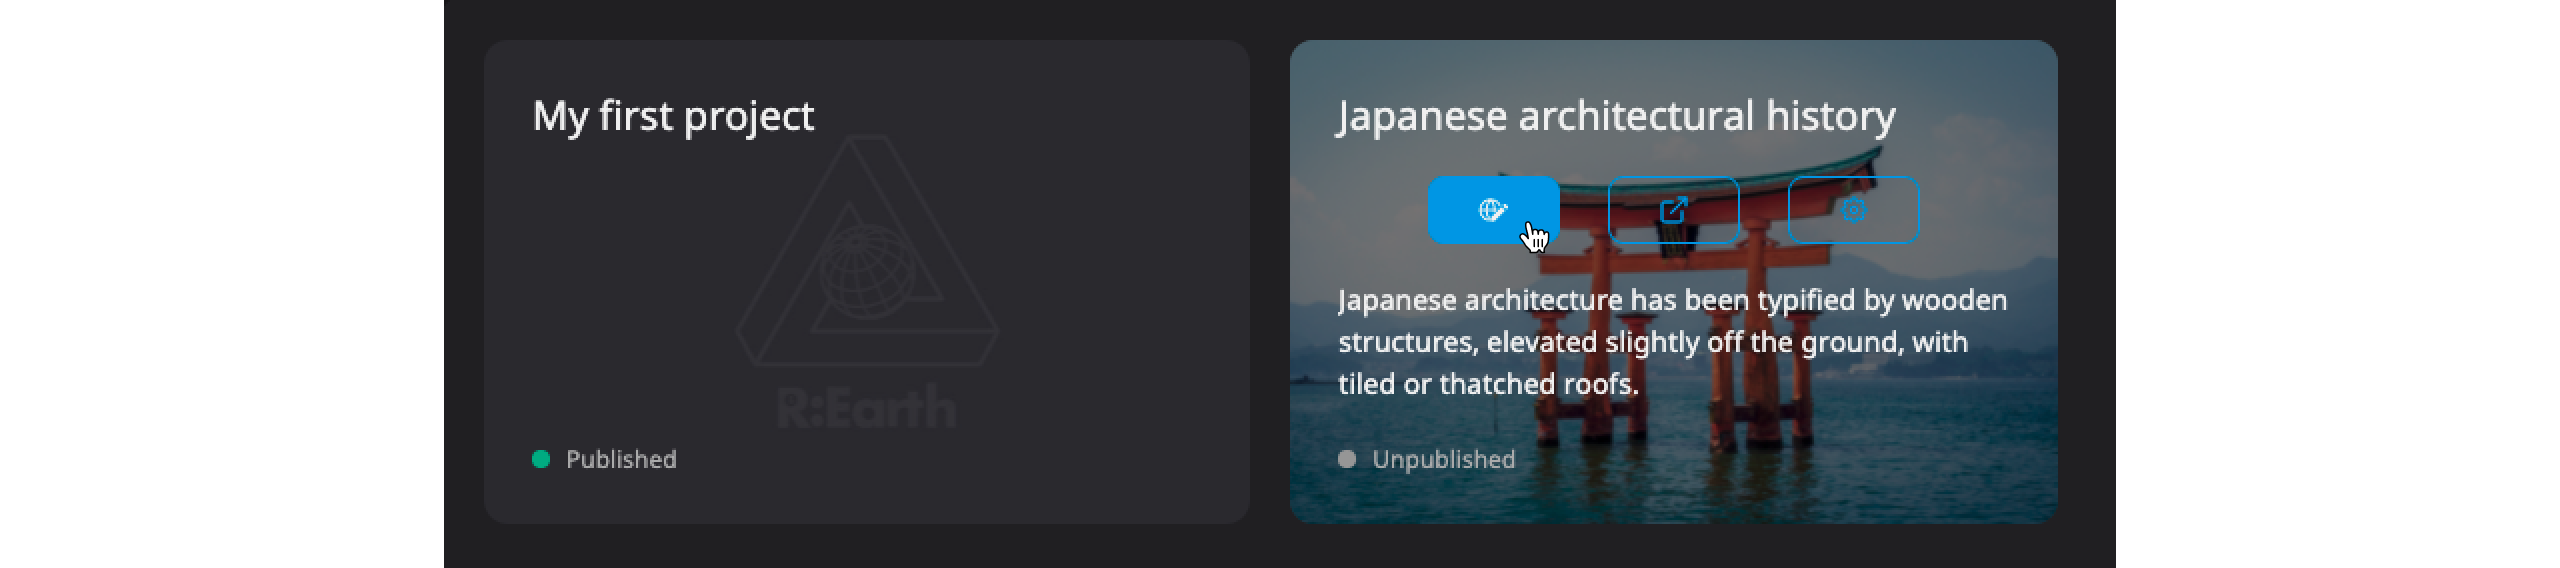 My first project
R:Earth
Published
Japanese architectural history
Japanese architecture has been typified by wooden
structures, elevated slightly off the ground, with
tiled or thatched roofs.
Unpublished